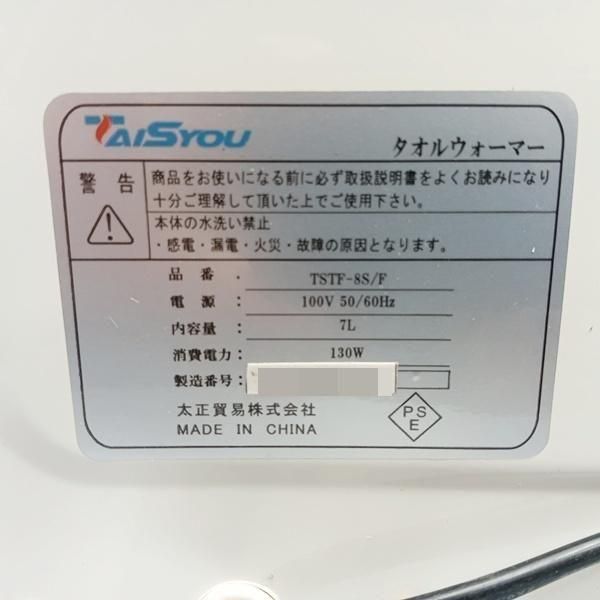 TAISYOU
タオルウォーマー
警告
商品をお使いになる前に必ず取扱説明書をよくお読みになり
十分ご理解して頂いた上でご使用下さい。
本体の水洗い禁止
・感電・漏電・火災・故障の原因となります。
品番． TSTF-8S/F
電源： 100V 50/60Hz
内容量： 7L
消費電力： 130W
製造番号：
太正貿易株式会社
MADE IN CHINA
PS
E